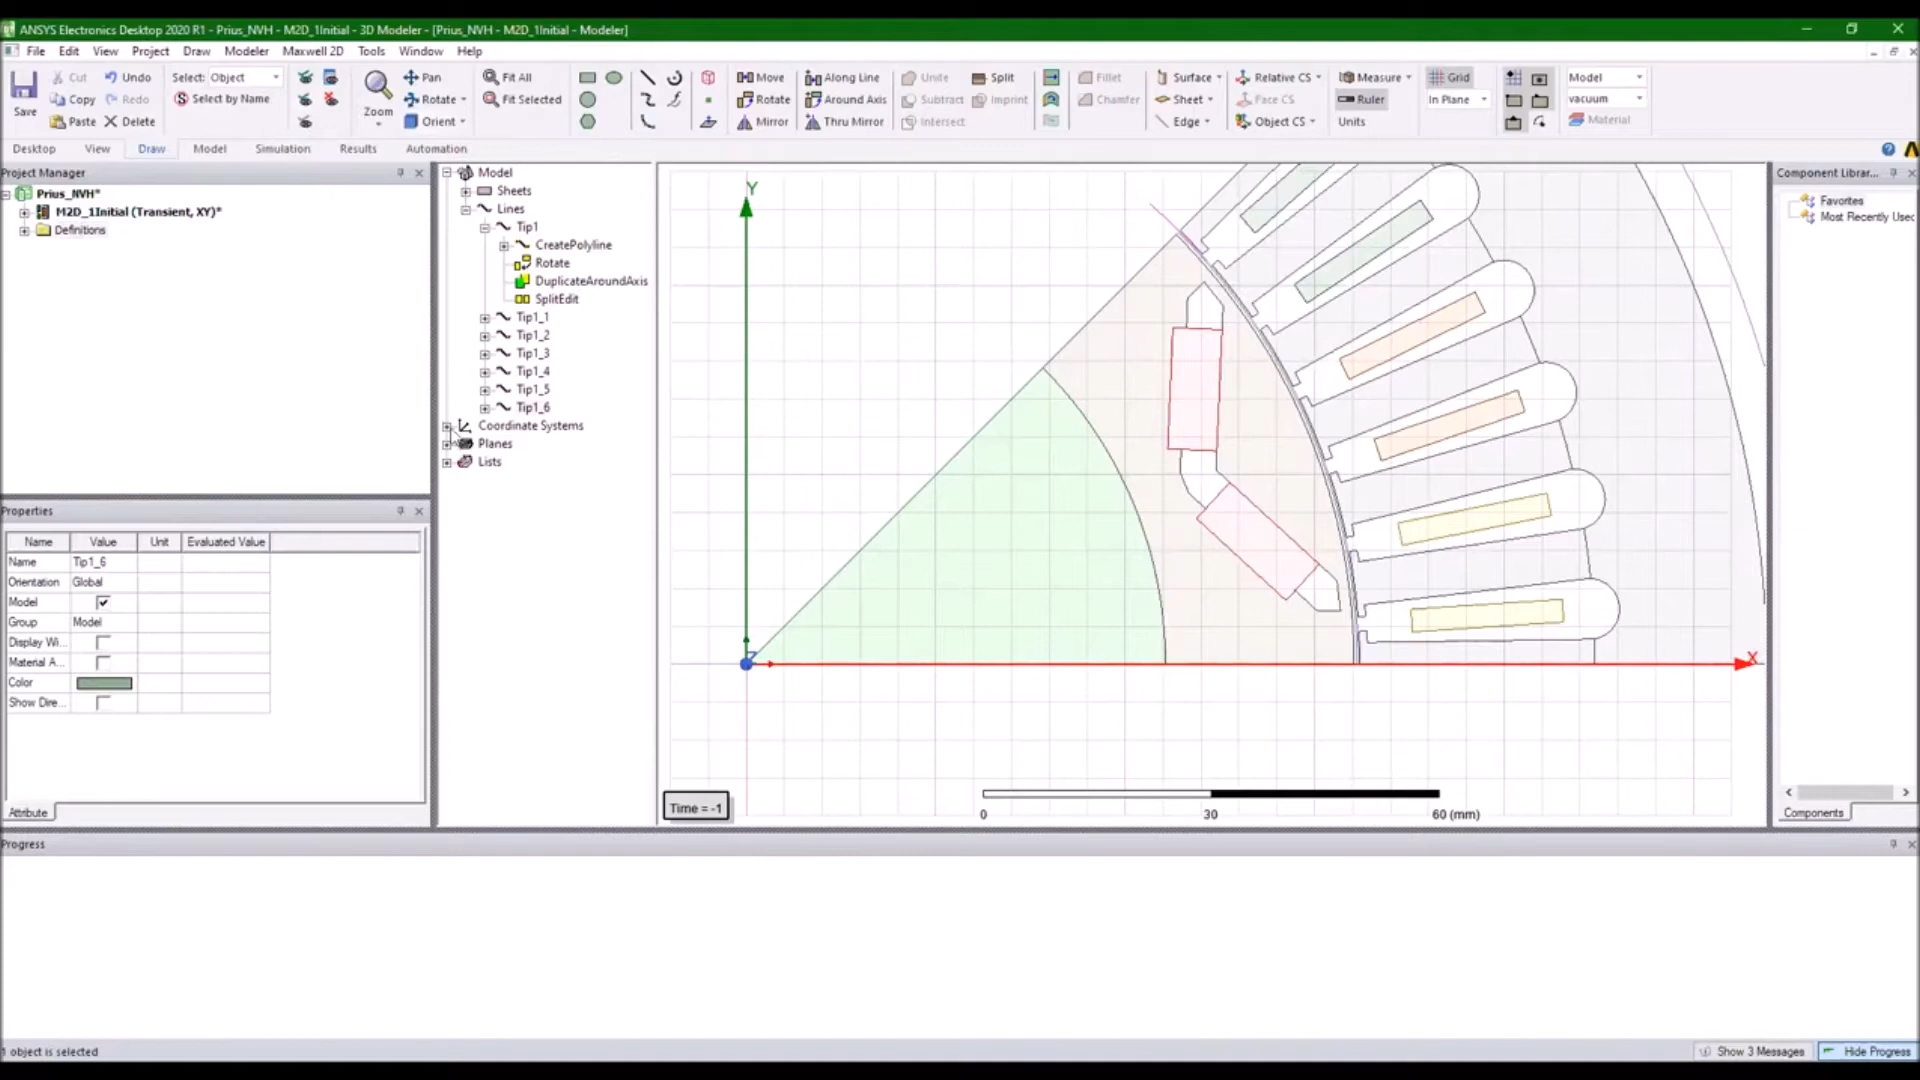 ANSYS Electronics Desktop 2020 R1 - Prius_NVH - M2D_1Initial - 3D Modeler - [Prius_NVH - M2D_1Initial - Modeler]
File Edit View Project Draw Modeler Maxwell 2D Tools Window Help
Save
Cut Undo
Copy Redo
Paste Delete
Select: Object
Select by Name
Zoom
Pan
Rotate
Orient
Fit All
Fit Selected
Move Along Line
Rotate Around Axis
Mirror Thru Mirror
Unite Split
Subtract Imprint
Intersect
Fillet
Chamfer
Surface
Sheet
Edge
Relative CS
Face CS
Object CS
Measure
Ruler
Units
Grid
In Plane
Model
vacuum
Material
Desktop View Draw Model Simulation Results Automation
Project Manager
Prius_NVH*
M2D_1Initial (Transient, XY)*
Definitions
Properties
Name Value Unit Evaluated Value
Name Tip1_6
Orientation Global
Model
Group Model
Display Wi...
Material A...
Color
Show Dire...
Attribute
Model
Sheets
Lines
Tip1
CreatePolyline
Rotate
DuplicateAroundAxis
SplitEdit
Tip1_1
Tip1_2
Tip1_3
Tip1_4
Tip1_5
Tip1_6
Coordinate Systems
Planes
Lists
Y
Z
X
Time = -1
0 30 60 (mm)
Component Librar...
Favorites
Most Recently Usec
Components
Progress
1 object is selected
Show 3 Messages
Hide Progress